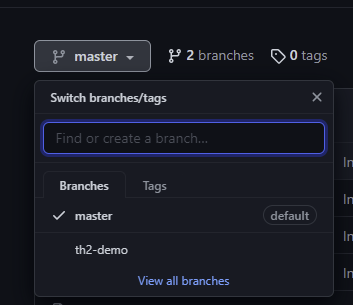 master 2 branches 0 tags
Switch branches/tags
Find or create a branch...
Branches Tags
In
master default
In
th2-demo
In
View all branches
In